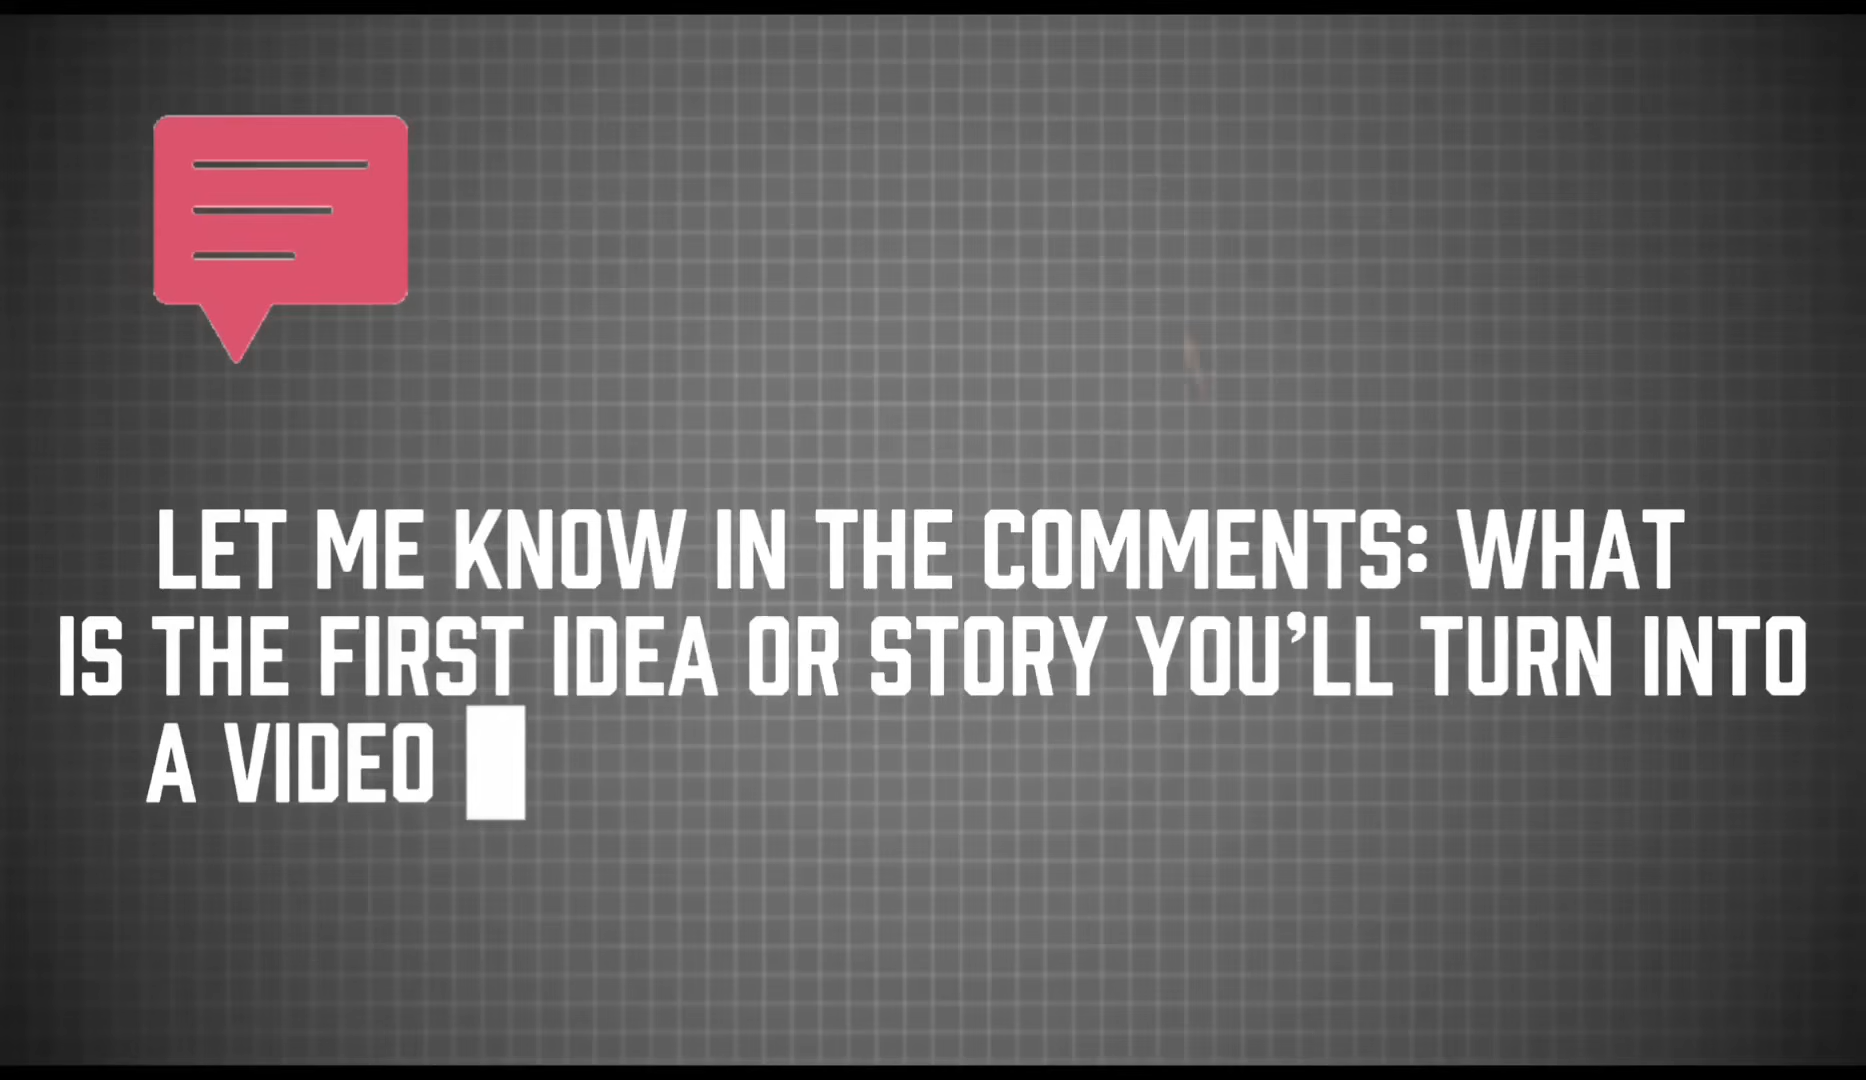 LET ME KNOW IN THE COMMENTS: WHAT
IS THE FIRST IDEA OR STORY YOU’LL TURN INTO
A VIDEO